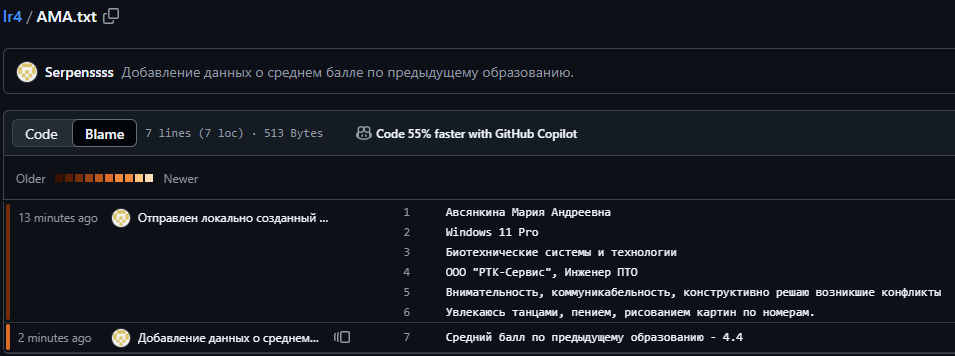 lr4 / AMA.txt
Serpenssss Добавление данных о среднем балле по предыдущему образованию.
Code Blame 7 lines (7 loc) · 513 Bytes Code 55% faster with GitHub Copilot
Older Newer
13 minutes ago Отправлен локально созданный ... 1 Авсянкина Мария Андреевна
2 Windows 11 Pro
3 Биотехнические системы и технологии
4 ООО "РТК-Сервис", Инженер ПТО
5 Внимательность, коммуникабельность, конструктивно решаю возникшие конфликты
6 Увлекаюсь танцами, пением, рисованием картин по номерам.
2 minutes ago Добавление данных о среднем... 7 Средний балл по предыдущему образованию - 4.4